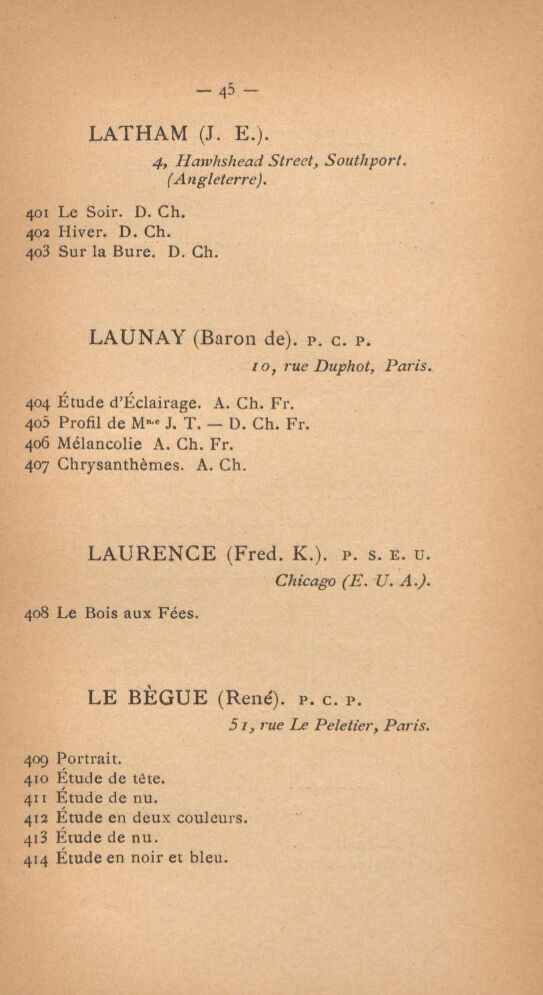 — 45 —
LATHAM (J. E.).
4, Hawhshead Street, Southport.
(Angleterre).
401 Le Soir. D. Ch.
402 Hiver. D. Ch.
403 Sur la Bure. D. Ch.
LAUNAY (Baron de). P. C. P.
10, rue Duphot, Paris.
404 Étude d'Éclairage. A. Ch. Fr.
405 Profil de Mme J. T. — D. Ch. Fr.
406 Mélancolie A. Ch. Fr.
407 Chrysanthèmes. A. Ch.
LAURENCE (Fred. K.). P. S. E. U.
Chicago (E. U. A.).
408 Le Bois aux Fées.
LE BÈGUE (René). P. C. P.
51, rue Le Peletier, Paris.
409 Portrait.
410 Étude de tête.
411 Étude de nu.
412 Étude en deux couleurs.
413 Étude de nu.
414 Étude en noir et bleu.